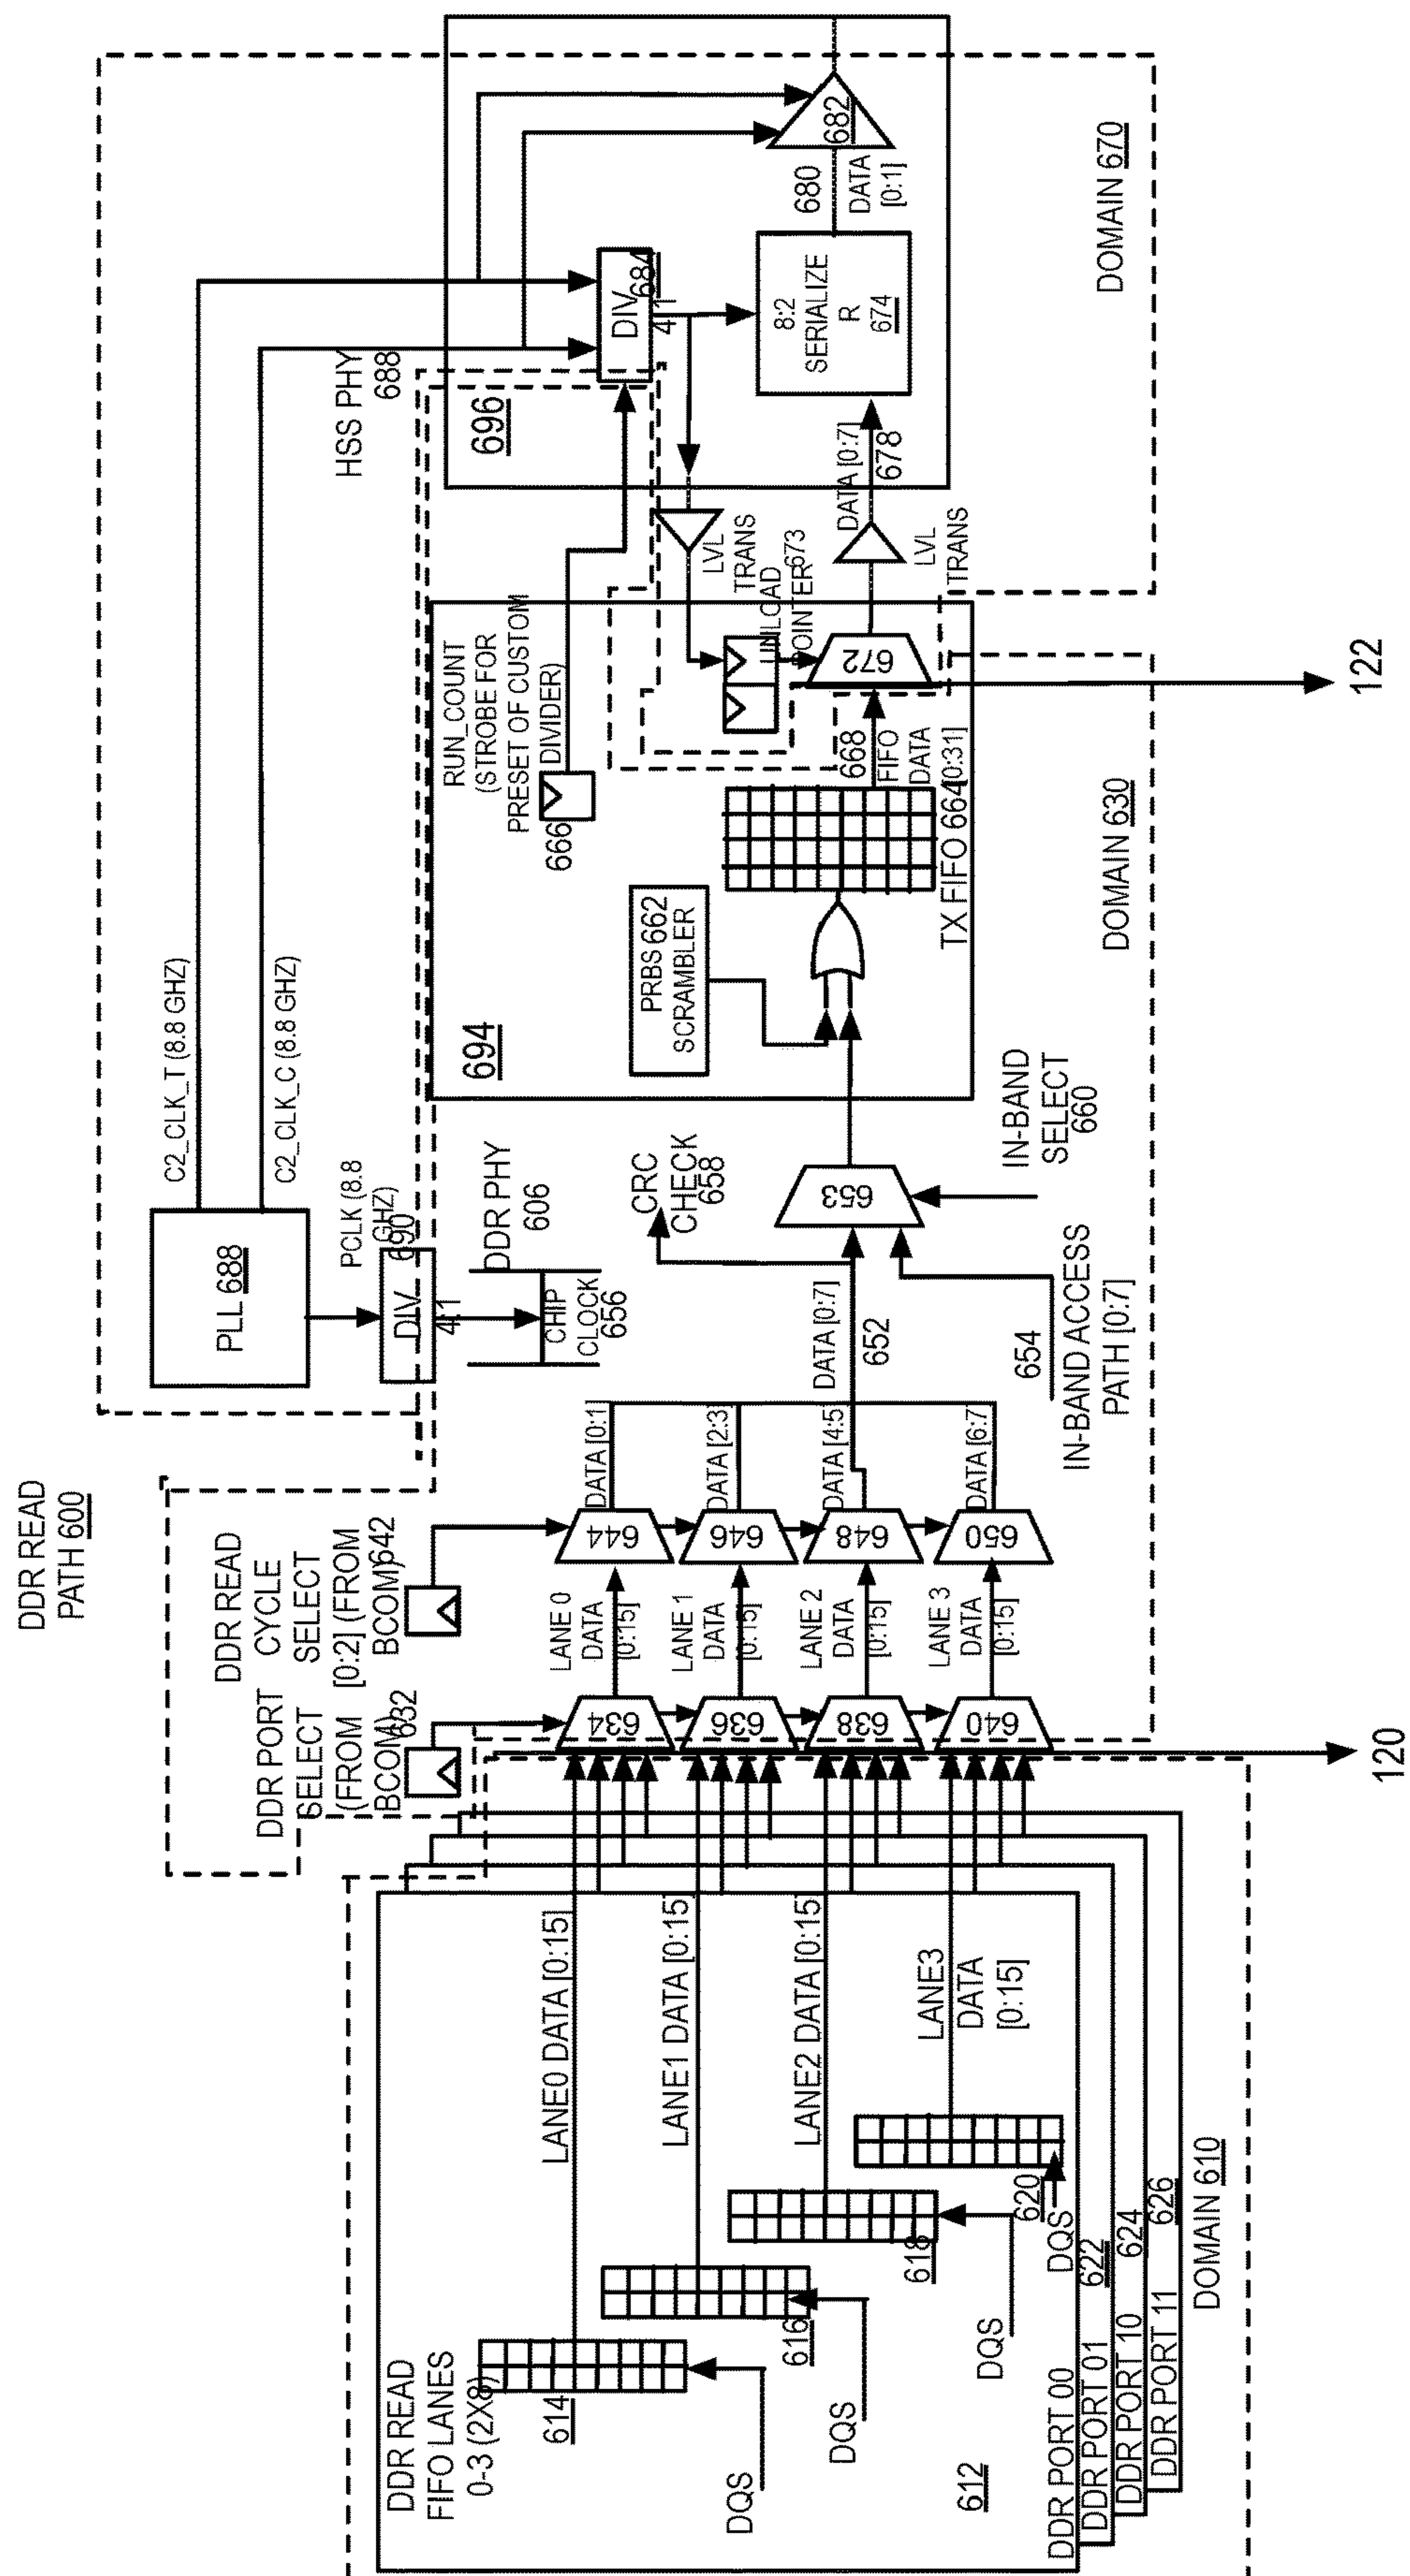 DDR READ
PATH 600
PLL 688
C2_CLK_T (8.8 GHZ)
C2_CLK_C (8.8 GHZ)
PCLK (8.8
GHZ)
690
DIV
4:1
DDR PHY
606
CHIP
CLOCK
656
HSS PHY
688
696
DIV
684
4:1
8:2
SERIALIZE
R
674
680
DATA
[0:1]
682
DOMAIN 670
DATA [0:7]
678
LVL
TRANS
LVL
TRANS
UNLOAD
POINTER
673
672
122
694
RUN_COUNT
(STROBE FOR
PRESET OF CUSTOM
DIVIDER)
666
PRBS 662
SCRAMBLER
TX FIFO 664
668
FIFO
DATA
[0:31]
DOMAIN 630
CRC
CHECK
658
653
IN-BAND
SELECT
660
DATA [0:7]
652
654
IN-BAND ACCESS
PATH [0:7]
DDR READ
CYCLE
SELECT
[0:2] (FROM
BCOM)
642
DDR PORT
SELECT
(FROM
BCOM)
632
DATA [0:1]
DATA [2:3]
DATA [4:5]
DATA [6:7]
644
646
648
650
LANE 0
DATA
[0:15]
LANE 1
DATA
[0:15]
LANE 2
DATA
[0:15]
LANE 3
DATA
[0:15]
634
636
638
640
120
DDR READ
FIFO LANES
0-3 (2X8)
614
616
618
620
DQS
DQS
DQS
DQS
LANE0 DATA [0:15]
LANE1 DATA [0:15]
LANE2 DATA [0:15]
LANE3
DATA
[0:15]
612
DDR PORT 00
DDR PORT 01
622
DDR PORT 10
624
DDR PORT 11
626
DOMAIN 610